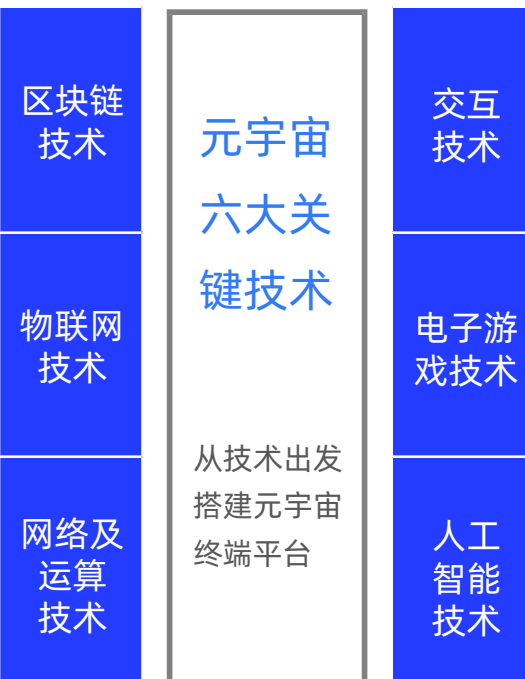 区块链
技术
物联网
技术
网络及
运算
技术
元宇宙
六大关
键技术
从技术出发
搭建元宇宙
终端平台
交互
技术
电子游
戏技术
人工
智能
技术